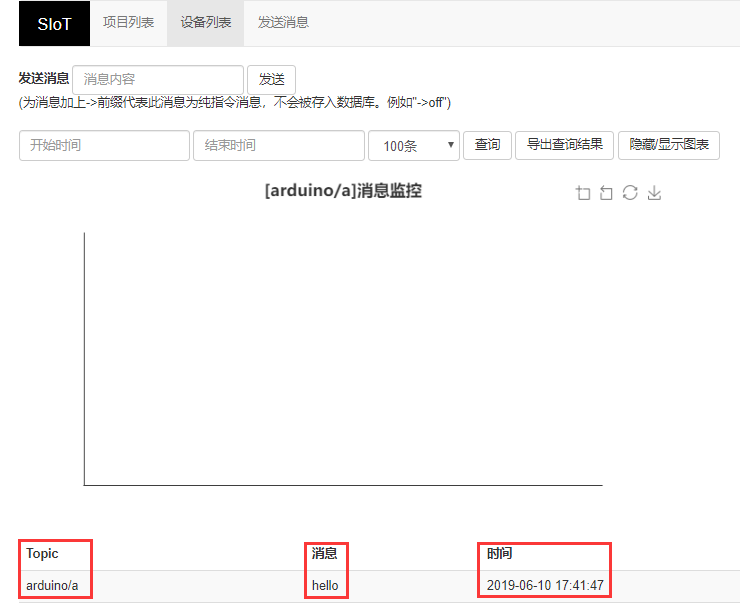 SIoT 项目列表 设备列表 发送消息
发送消息 消息内容 发送
(为消息加上->前缀代表此消息为纯指令消息，不会被存入数据库。例如"->off")
开始时间 结束时间 100条 查询 导出查询结果 隐藏/显示图表
[arduino/a]消息监控
Topic 消息 时间
arduino/a hello 2019-06-10 17:41:47